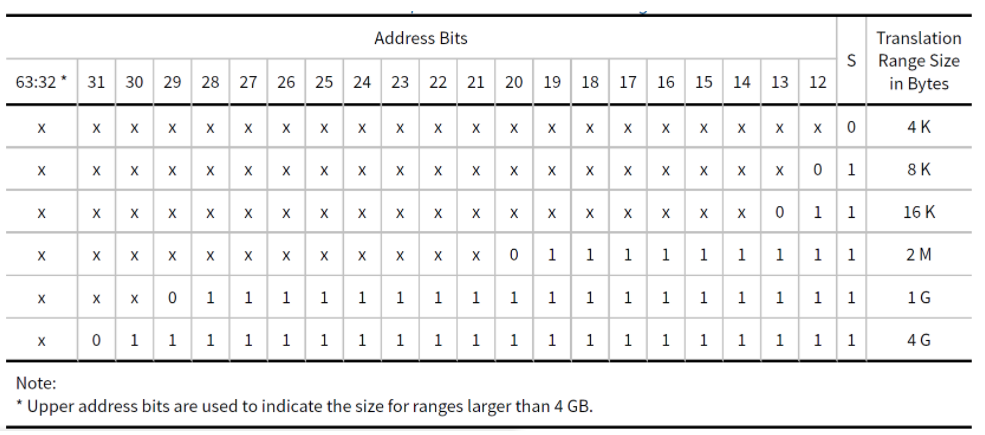 Address Bits S Translation Range Size in Bytes
63:32 * 31 30 29 28 27 26 25 24 23 22 21 20 19 18 17 16 15 14 13 12
x x x x x x x x x x x x x x x x x x x x x 0 4 K
x x x x x x x x x x x x x x x x x x x x 0 1 8 K
x x x x x x x x x x x x x x x x x x x 0 1 1 16 K
x x x x x x x x x x x x 0 1 1 1 1 1 1 1 1 1 2 M
x x x 0 1 1 1 1 1 1 1 1 1 1 1 1 1 1 1 1 1 1 1 G
x 0 1 1 1 1 1 1 1 1 1 1 1 1 1 1 1 1 1 1 1 1 4 G
Note:
* Upper address bits are used to indicate the size for ranges larger than 4 GB.